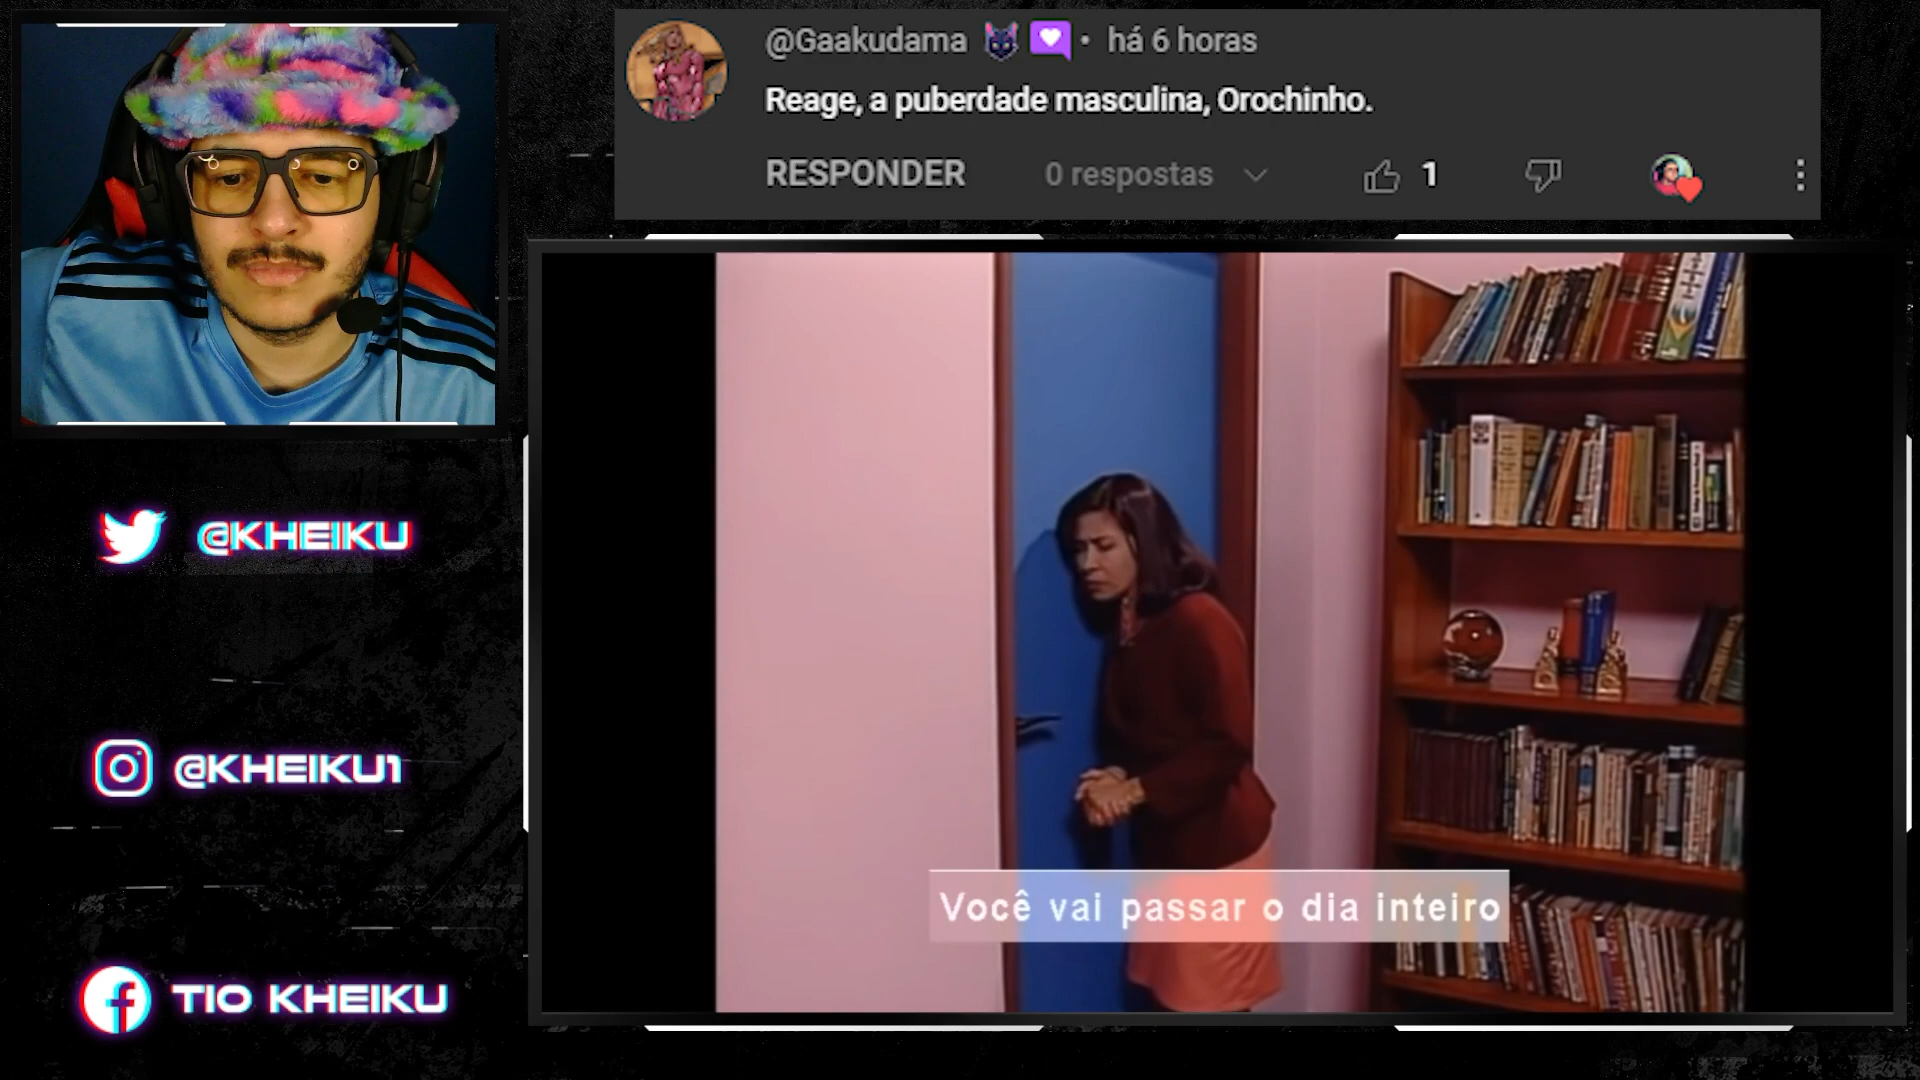 @Gaakudama • há 6 horas
Reage, a puberdade masculina, Orochinho.
RESPONDER 0 respostas 1
@KHEIKU
@KHEIKU1
TIO KHEIKU
Você vai passar o dia inteiro